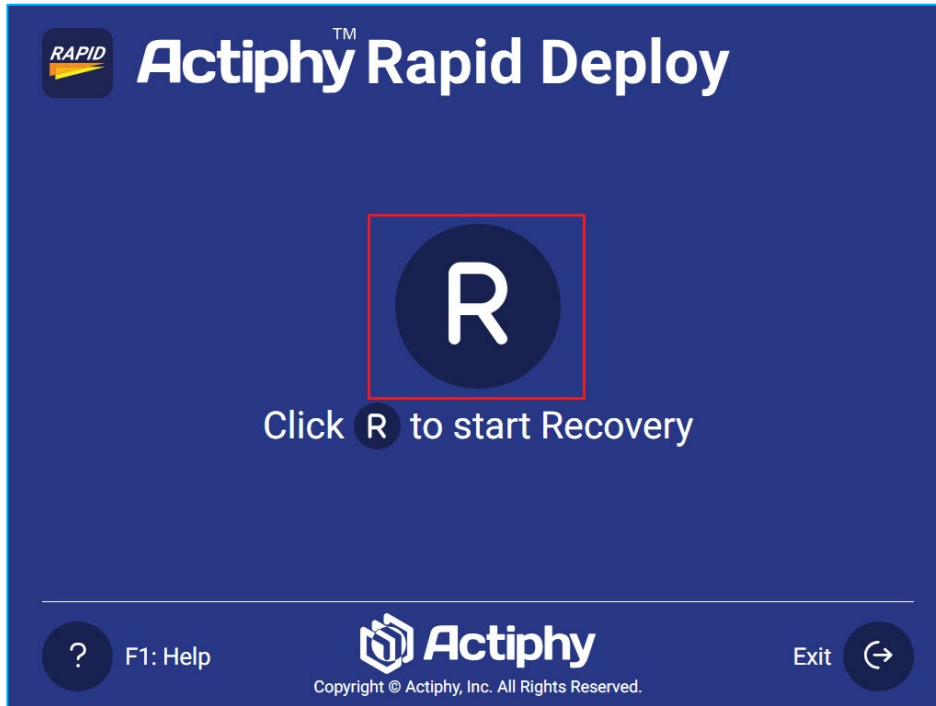 RAPID
Actiphy™ Rapid Deploy
R
Click R to start Recovery
? F1: Help
Actiphy
Copyright © Actiphy, Inc. All Rights Reserved.
Exit